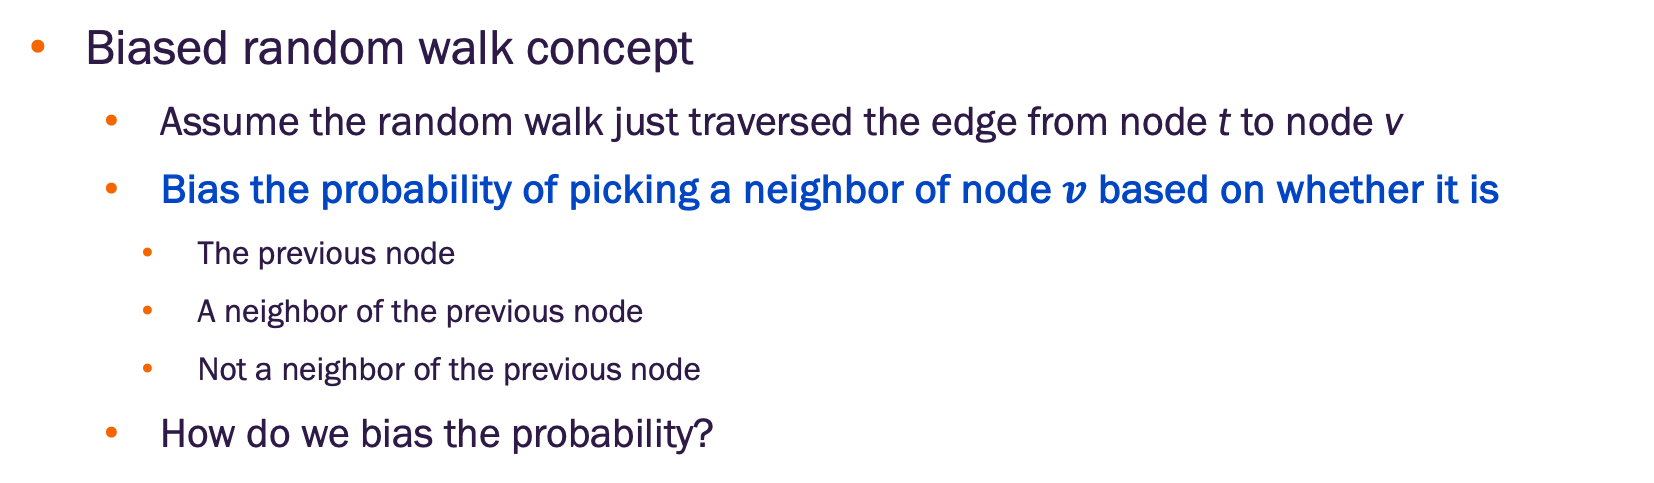 • Biased random walk concept
• Assume the random walk just traversed the edge from node t to node v
• Bias the probability of picking a neighbor of node v based on whether it is
• The previous node
• A neighbor of the previous node
• Not a neighbor of the previous node
• How do we bias the probability?